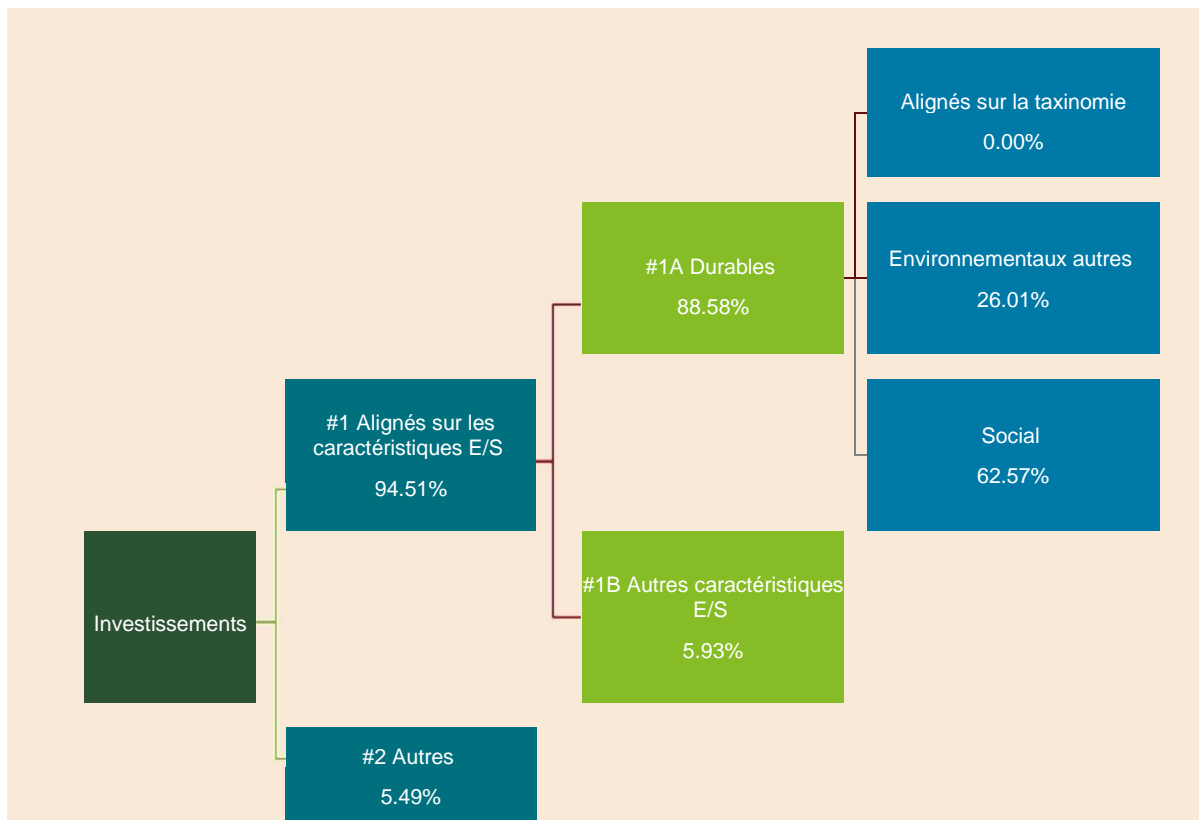 Alignés sur la taxinomie
0.00%
#1A Durables
88.58%
Environnementaux autres
26.01%
#1 Alignés sur les
caractéristiques E/S
94.51%
Social
62.57%
Investissements
#1B Autres caractéristiques
E/S
5.93%
#2 Autres
5.49%